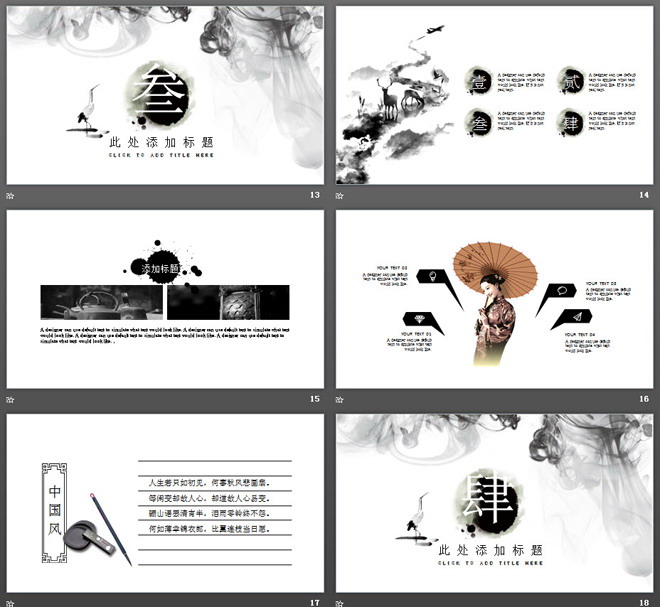 叁
此处添加标题
CLICK TO ADD TITLE HERE
13
壹
A designer can use default
text to simulate what text
would look like. If it is not
real text.
贰
A designer can use default
text to simulate what text
would look like. If it is not
real text.
叁
A designer can use default
text to simulate what text
would look like. If it is not
real text.
肆
A designer can use default
text to simulate what text
would look like. If it is not
real text.
14
添加标题
A designer can use default text to simulate what text would look like. A designer can use default text to simulate what text
would look like. A designer can use default text to simulate what text would look like. A designer can use default text to
simulate what text would look like. .
15
YOUR TEXT 02
A designer can use default
text to simulate what text
would look like.
YOUR TEXT 03
A designer can use default
text to simulate what text
would look like.
YOUR TEXT 01
A designer can use default
text to simulate what text
would look like.
YOUR TEXT 04
A designer can use default
text to simulate what text
would look like.
16
中国风
人生若只如初见，何事秋风悲画扇。
等闲变却故人心，却道故人心易变。
骊山语罢清宵半，泪雨零铃终不怨。
何如薄幸锦衣郎，比翼连枝当日愿。
17
肆
此处添加标题
CLICK TO ADD TITLE HERE
18